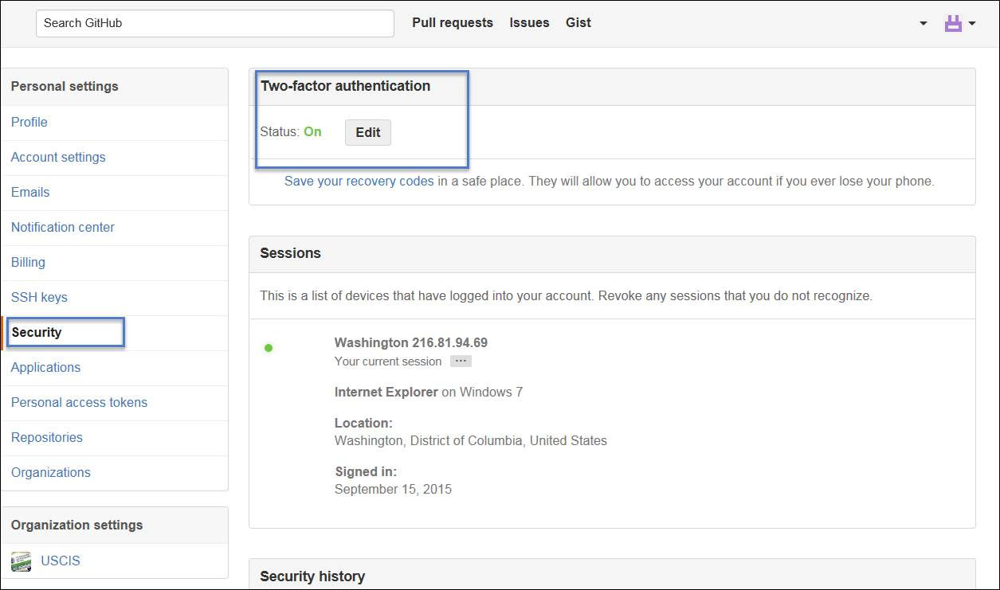 Search GitHub
Pull requests Issues Gist
Personal settings
Profile
Account settings
Emails
Notification center
Billing
SSH keys
Security
Applications
Personal access tokens
Repositories
Organizations
Organization settings
USCIS
Two-factor authentication
Status: On Edit
Save your recovery codes in a safe place. They will allow you to access your account if you ever lose your phone.
Sessions
This is a list of devices that have logged into your account. Revoke any sessions that you do not recognize.
Washington 216.81.94.69
Your current session ...
Internet Explorer on Windows 7
Location:
Washington, District of Columbia, United States
Signed in:
September 15, 2015
Security history